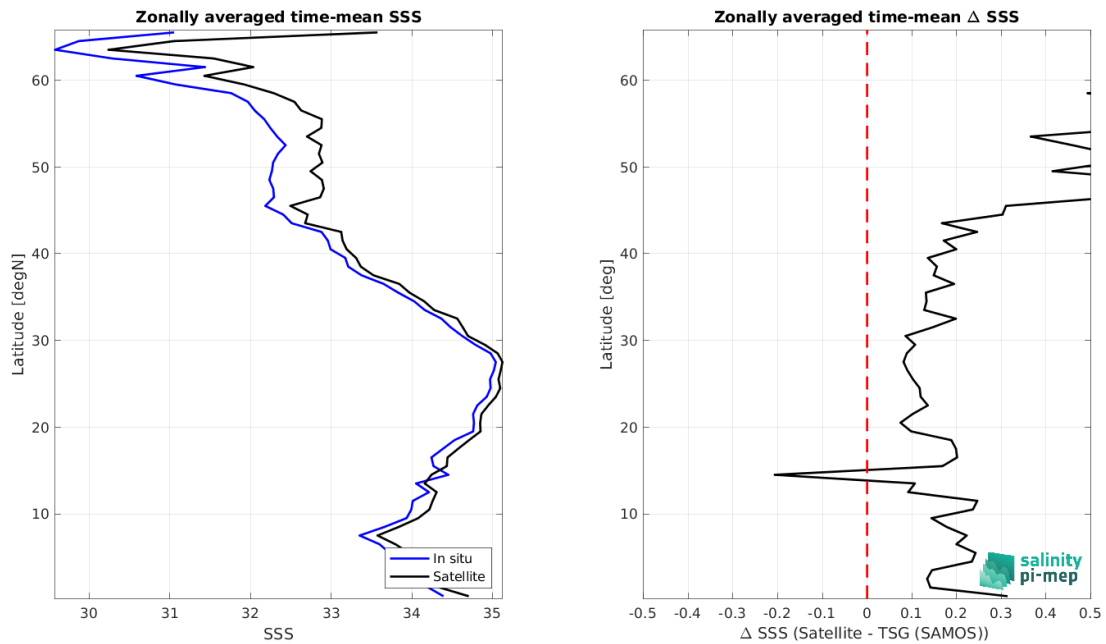 Zonally averaged time-mean SSS
60
50
40
30
20
10
Latitude [degN]
30
31
32
33
34
35
SSS
In situ
Satellite
Zonally averaged time-mean Δ SSS
60
50
40
30
20
10
Latitude [deg]
-0.5
-0.4
-0.3
-0.2
-0.1
0
0.1
0.2
0.3
0.4
0.5
Δ SSS (Satellite - TSG (SAMOS))
salinity
pi-mep